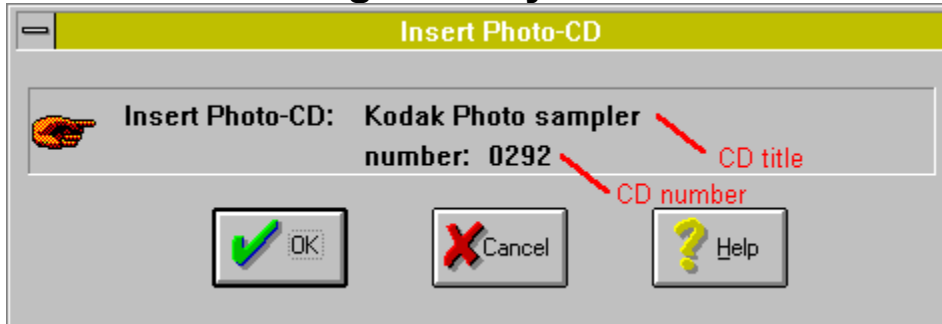 Insert Photo-CD
Insert Photo-CD: Kodak Photo sampler
number: 0292
CD title
CD number
OK
Cancel
Help